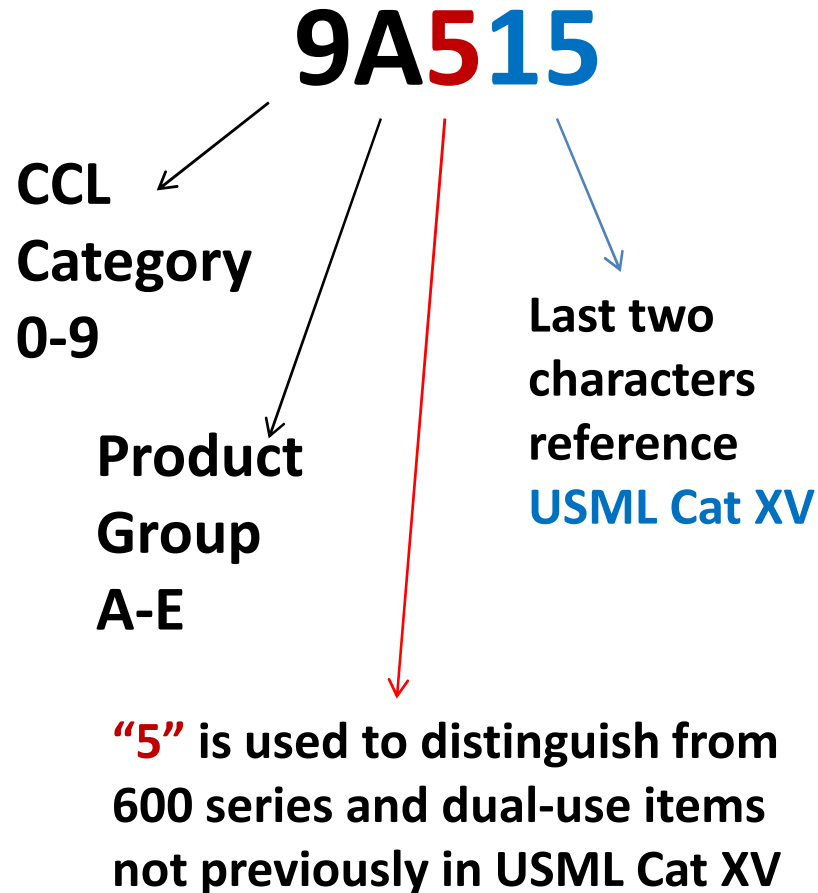 9A515
CCL
Category
0-9
Product
Group
A-E
Last two
characters
reference
USML Cat XV
“5” is used to distinguish from
600 series and dual-use items
not previously in USML Cat XV